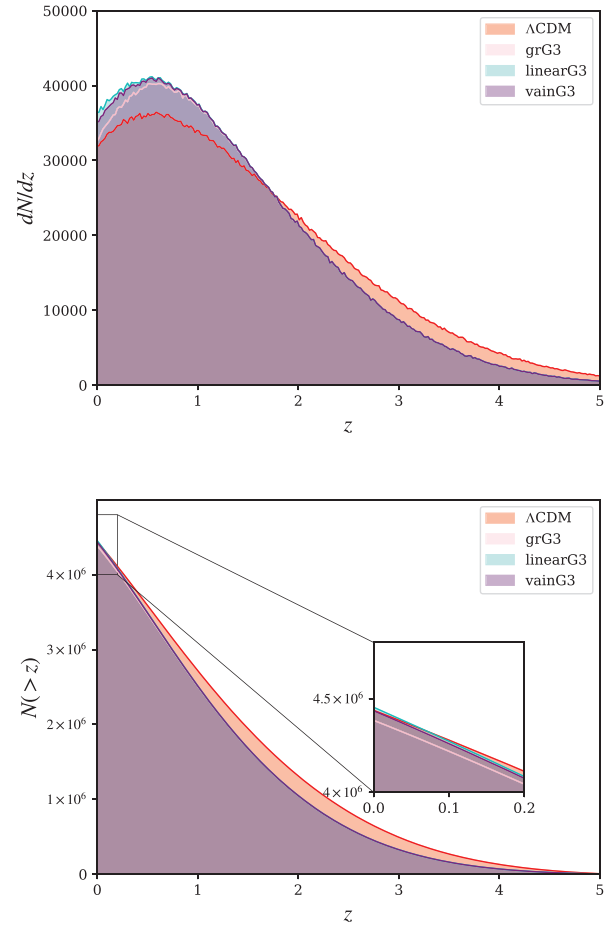 50000
40000
30000
20000
10000
0
dN/dz
0 1 2 3 4 5
z
ΛCDM
grG3
linearG3
vainG3
4×10⁶
3×10⁶
2×10⁶
1×10⁶
0
N(> z)
0 1 2 3 4 5
z
ΛCDM
grG3
linearG3
vainG3
4.5×10⁶
4×10⁶
0.0 0.1 0.2